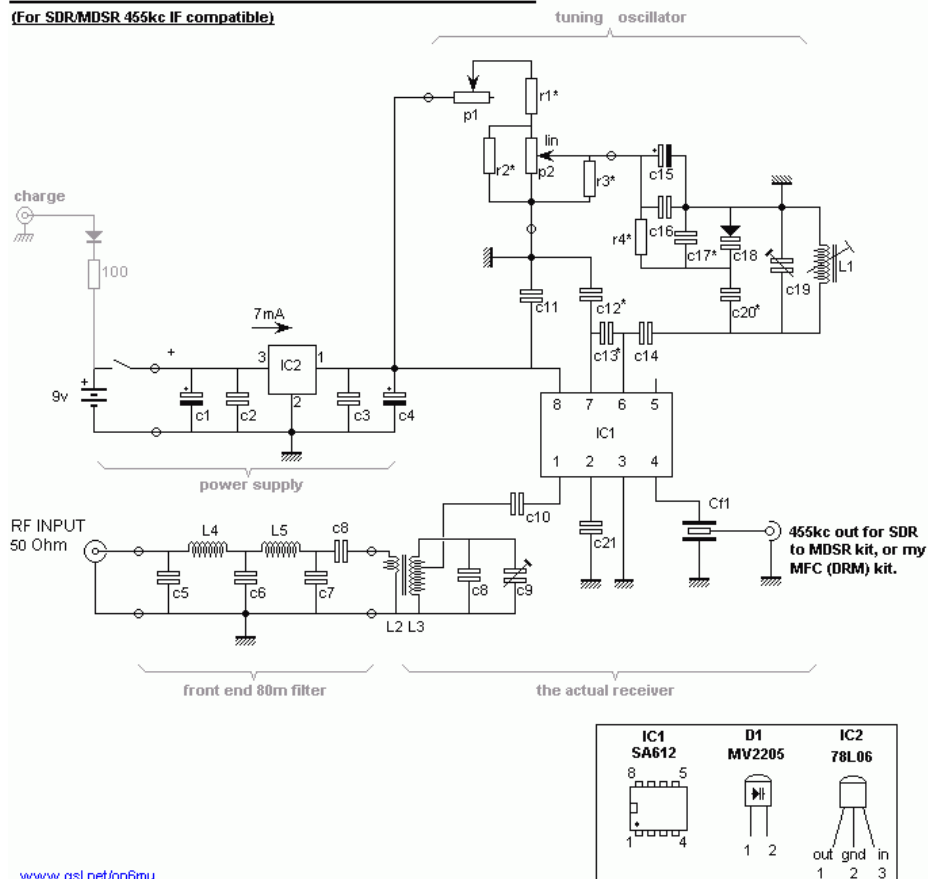 (For SDR/MDSR 455kc IF compatible)
tuning oscillator
p1
r1*
lin
r2*
p2
r3*
c15
c16
r4*
c17*
c18
c19
L1
c20*
charge
100
c11
c12*
c13*
c14
7mA
3
IC2
1
2
9v
+
+
c1
c2
c3
c4
power supply
8 7 6 5
IC1
1 2 3 4
c10
c21
Cf1
455kc out for SDR
to MDSR kit, or my
MFC (DRM) kit.
RF INPUT
50 Ohm
L4
L5
c8
c5
c6
c7
c8
c9
L2 L3
front end 80m filter
the actual receiver
IC1
SA612
8 5
1 4
D1
MV2205
1 2
IC2
78L06
out gnd in
1 2 3